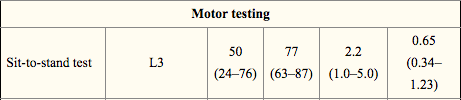 Motor testing
Sit-to-stand test L3 50 77 2.2 0.65
(24–76) (63–87) (1.0–5.0) (0.34–
1.23)